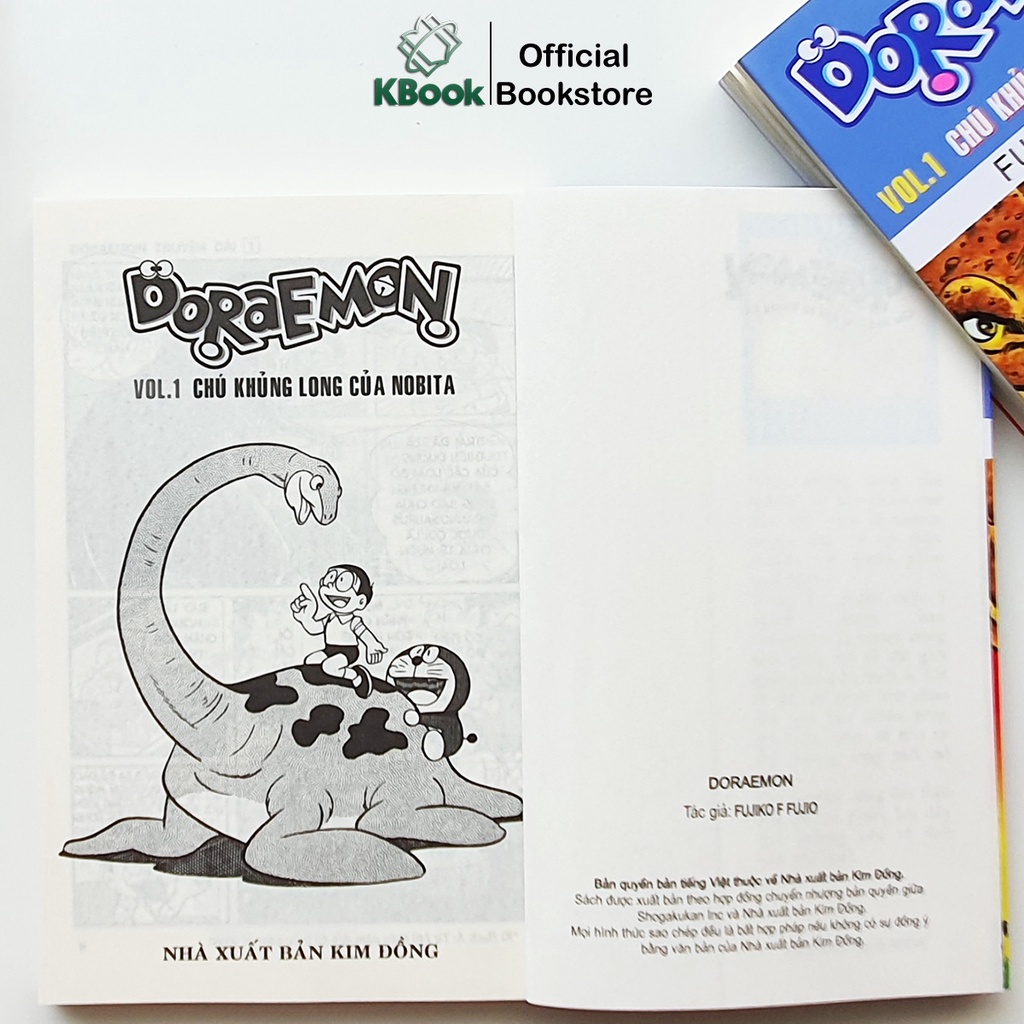 KBook
Official
Bookstore
DORAEMON
VOL.1 CHÚ KHỦ
FU
DORAEMON
VOL.1 CHÚ KHỦNG LONG CỦA NOBITA
NHÀ XUẤT BẢN KIM ĐỒNG
DORAEMON
Tác giả: FUJIKO F FUJIO
Bản quyền bản tiếng Việt thuộc về Nhà xuất bản Kim Đồng.
Sách được xuất bản theo hợp đồng chuyển nhượng bản quyền giữa
Shogakukan Inc và Nhà xuất bản Kim Đồng.
Mọi hình thức sao chép đều là bất hợp pháp nếu không có sự đồng ý
bằng văn bản của Nhà xuất bản Kim Đồng.